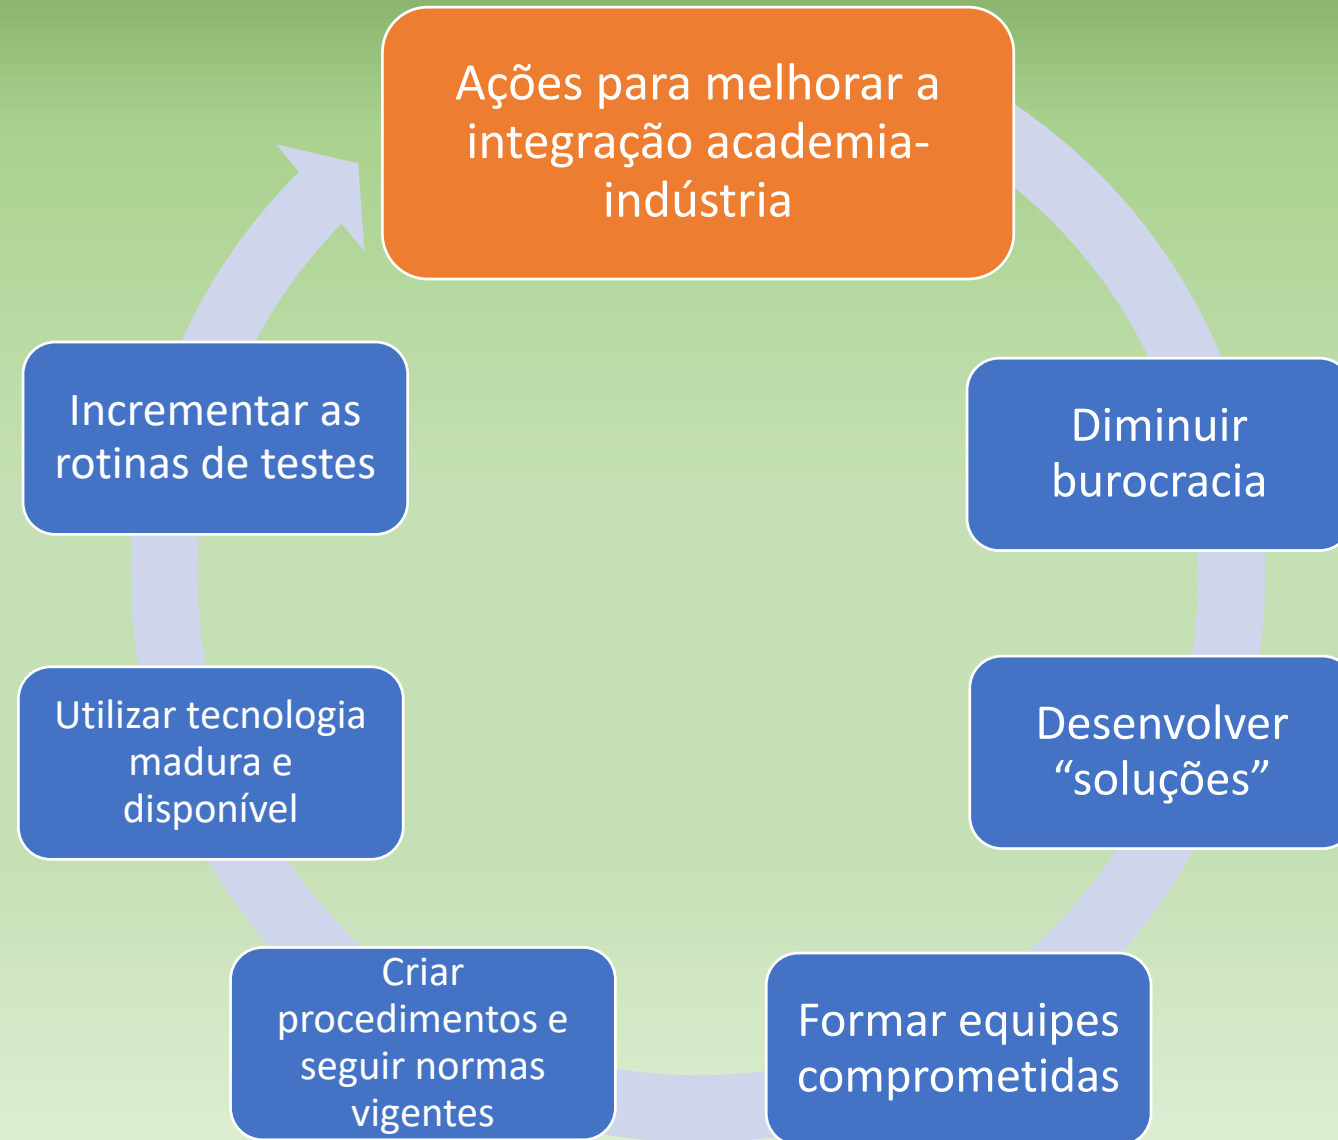 Ações para melhorar a
integração academia-
indústria
Diminuir
burocracia
Desenvolver
“soluções”
Formar equipes
comprometidas
Criar
procedimentos e
seguir normas
vigentes
Utilizar tecnologia
madura e
disponível
Incrementar as
rotinas de testes